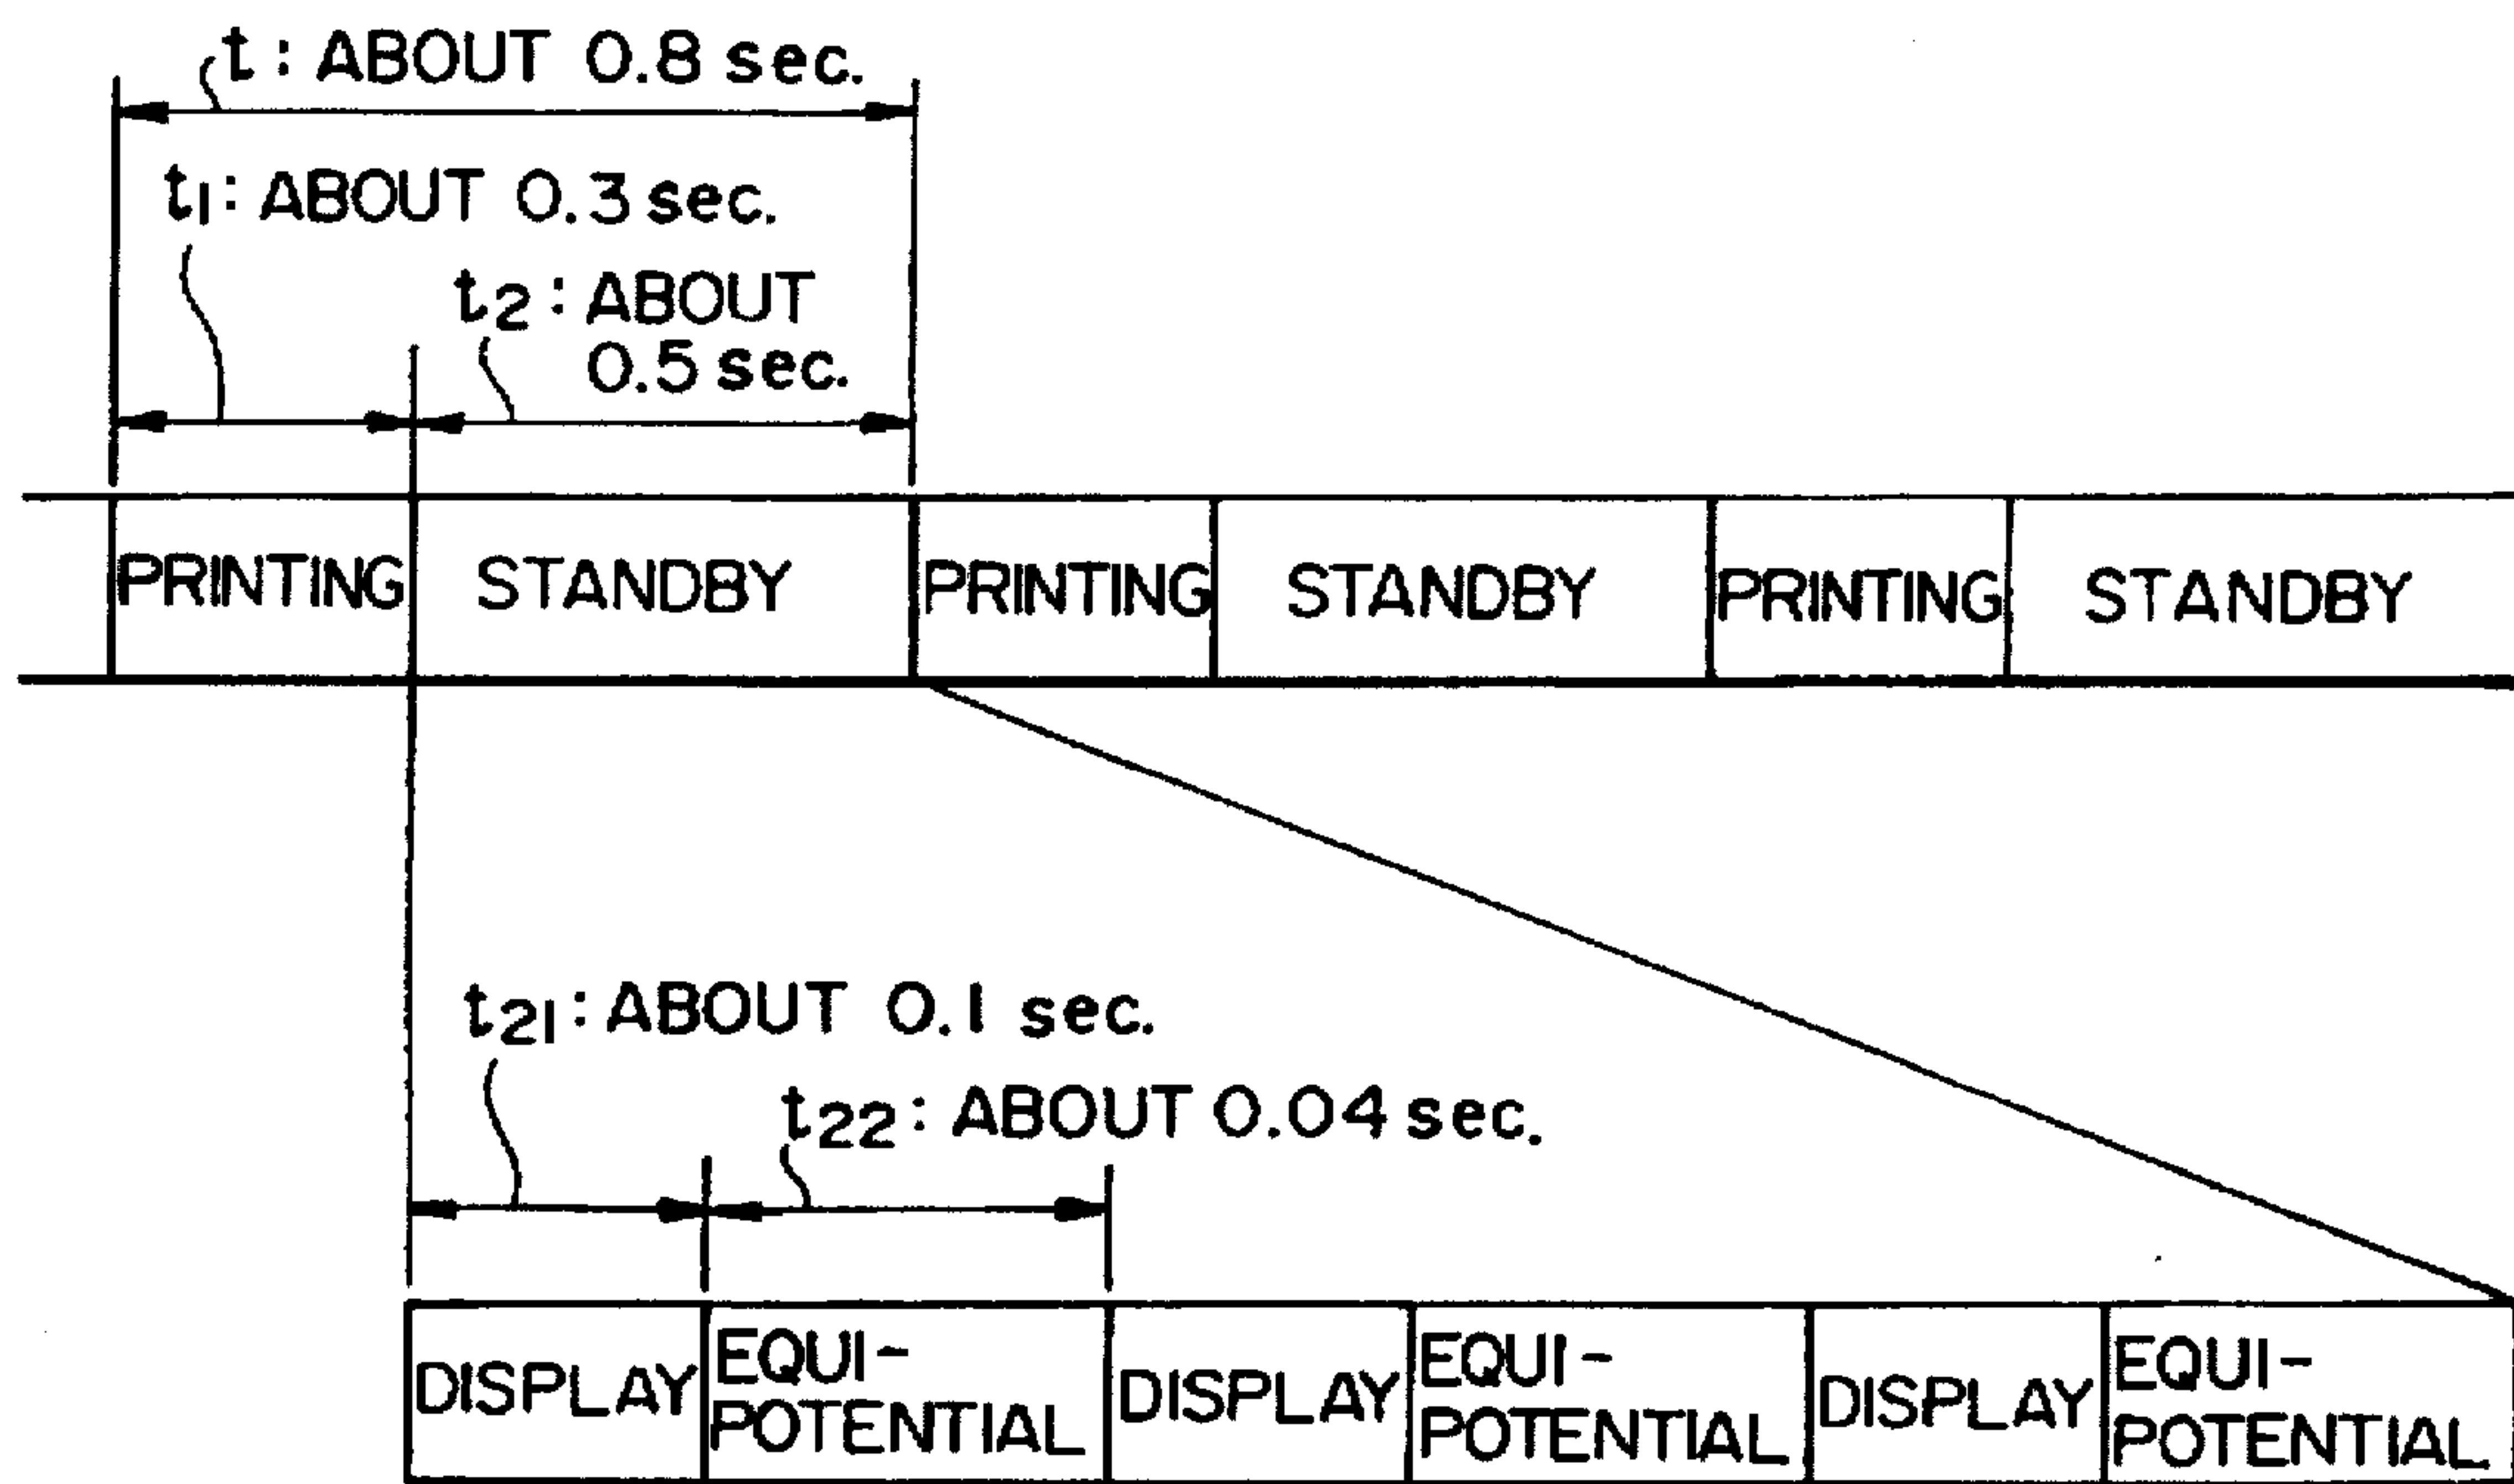 t: ABOUT 0.8 sec.
t1: ABOUT 0.3 sec.
t2: ABOUT
0.5 sec.
PRINTING STANDBY PRINTING STANDBY PRINTING STANDBY
t21: ABOUT 0.1 sec.
t22: ABOUT 0.04 sec.
DISPLAY
EQUI-
POTENTIAL
DISPLAY
EQUI-
POTENTIAL
DISPLAY
EQUI-
POTENTIAL